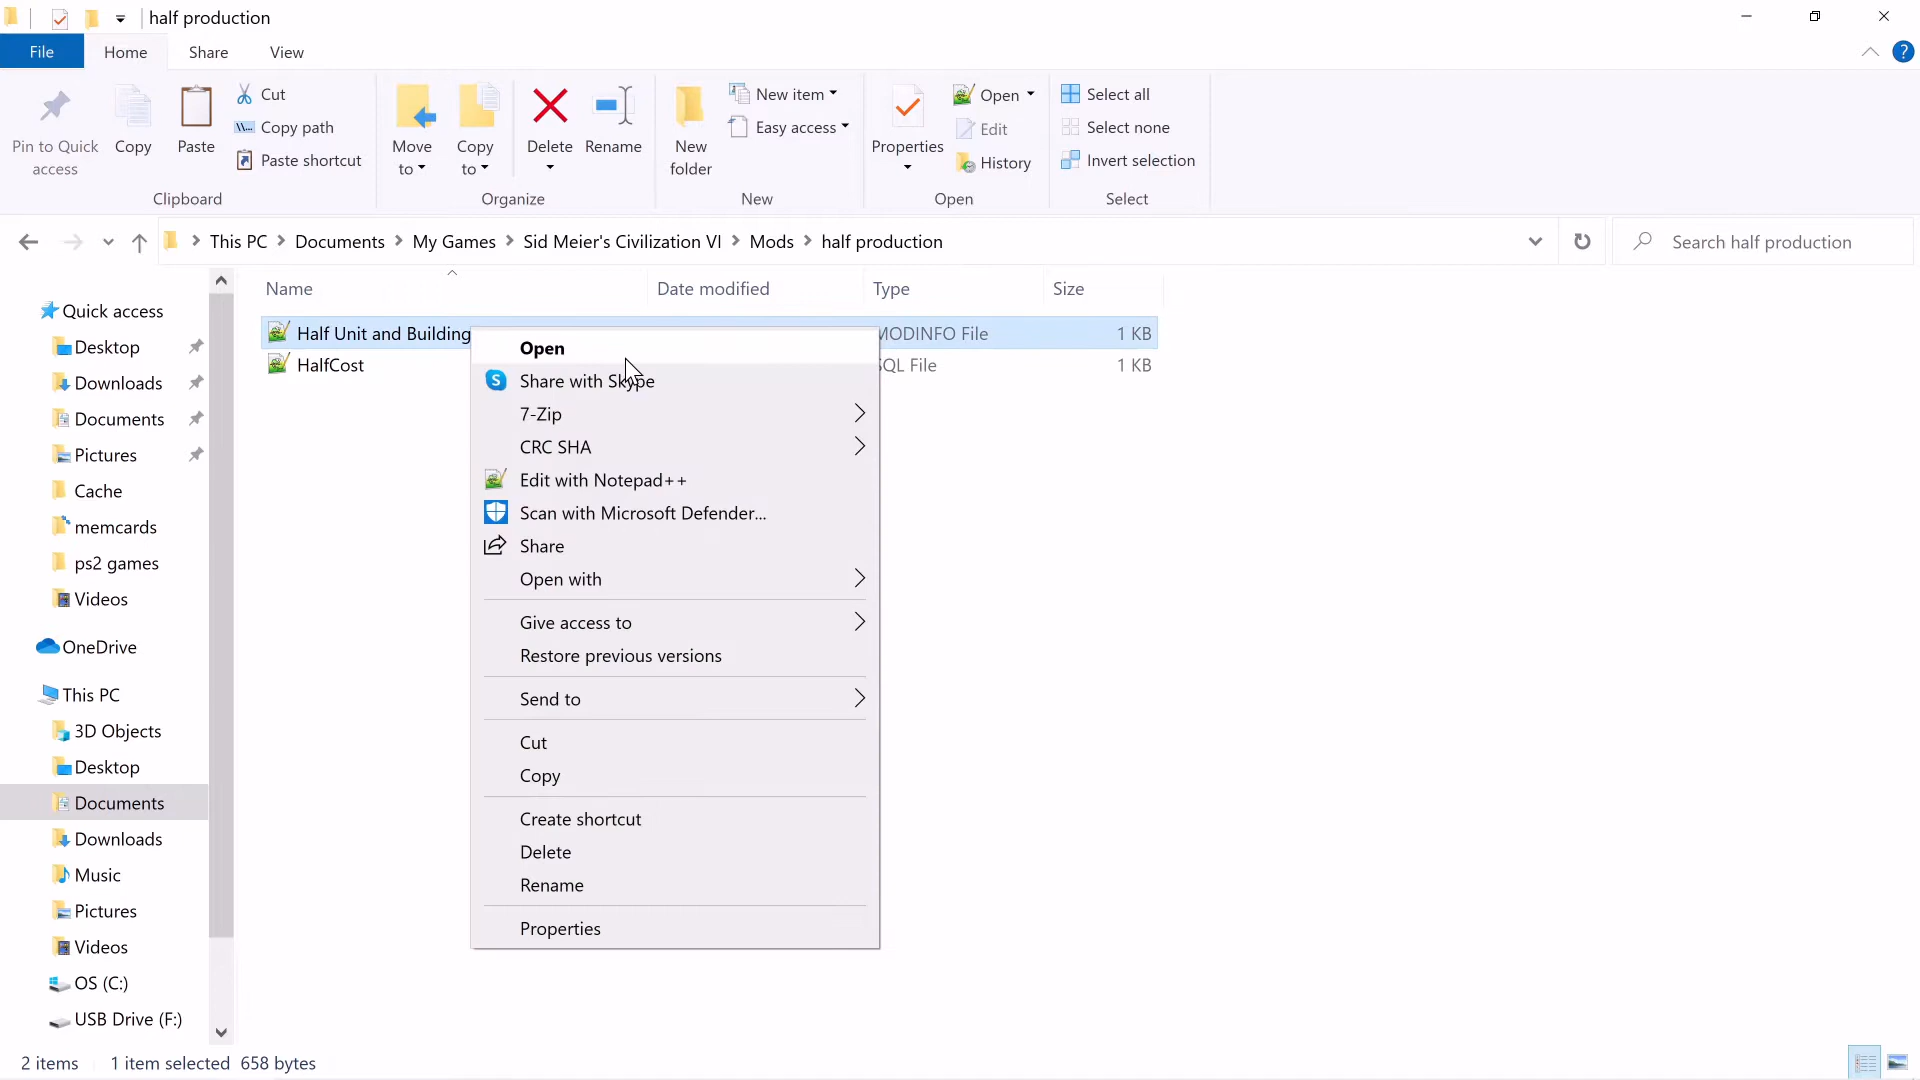 half production
File Home Share View
Pin to Quick access
Copy
Paste
Cut
Copy path
Paste shortcut
Clipboard
Move to
Copy to
Delete
Rename
Organize
New folder
New item
Easy access
New
Properties
Open
Edit
History
Open
Select all
Select none
Invert selection
Select
This PC Documents My Games Sid Meier's Civilization VI Mods half production
Search half production
Name Date modified Type Size
Half Unit and Building MODINFO File 1 KB
HalfCost SQL File 1 KB
Quick access
Desktop
Downloads
Documents
Pictures
Cache
memcards
ps2 games
Videos
OneDrive
This PC
3D Objects
Desktop
Documents
Downloads
Music
Pictures
Videos
OS (C:)
USB Drive (F:)
Open
Share with Skype
7-Zip
CRC SHA
Edit with Notepad++
Scan with Microsoft Defender...
Share
Open with
Give access to
Restore previous versions
Send to
Cut
Copy
Create shortcut
Delete
Rename
Properties
2 items 1 item selected 658 bytes